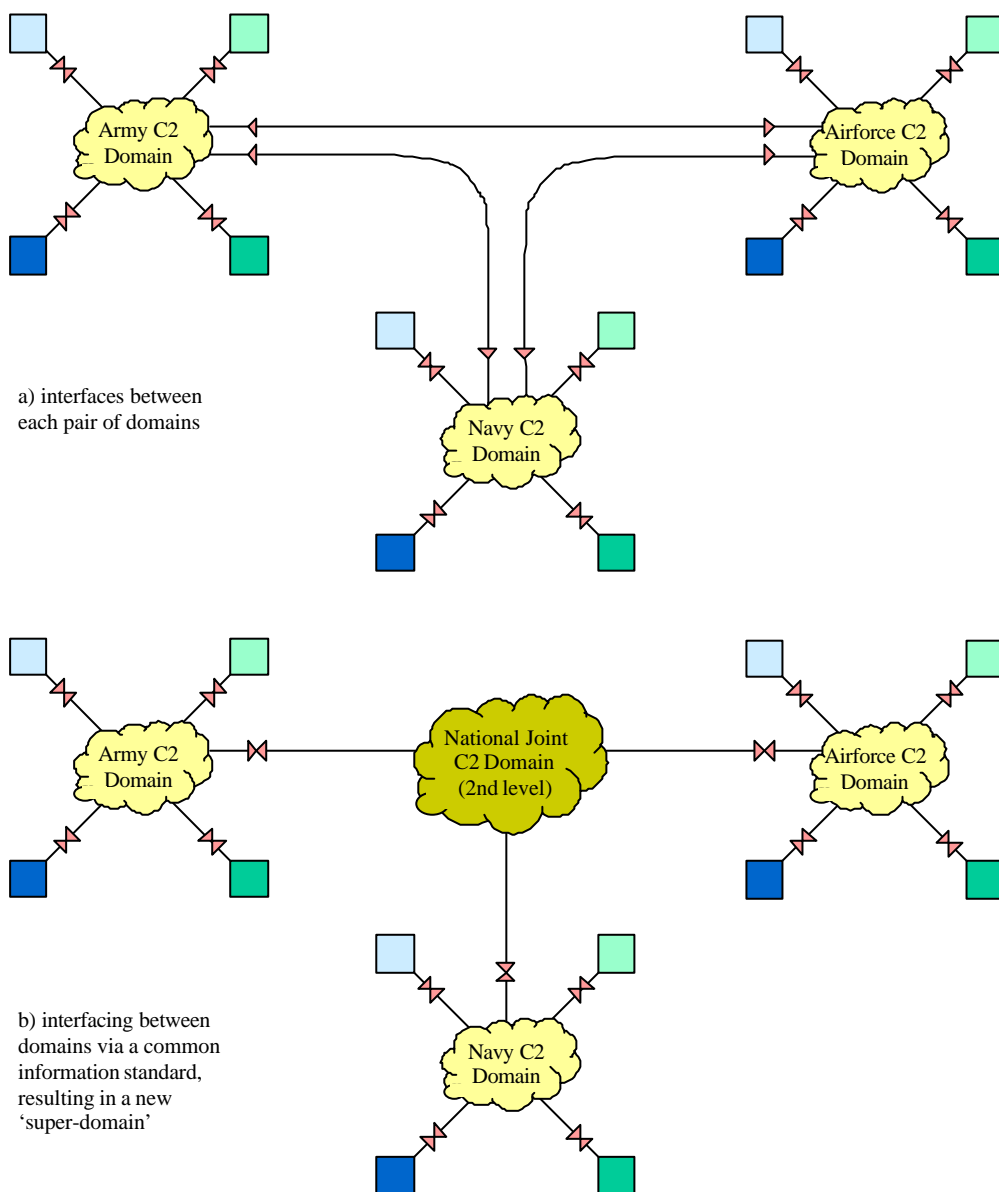 Army C2
Domain
Airforce C2
Domain
a) interfaces between
each pair of domains
Navy C2
Domain
Army C2
Domain
National Joint
C2 Domain
(2nd level)
Airforce C2
Domain
b) interfacing between
domains via a common
information standard,
resulting in a new
‘super-domain’
Navy C2
Domain